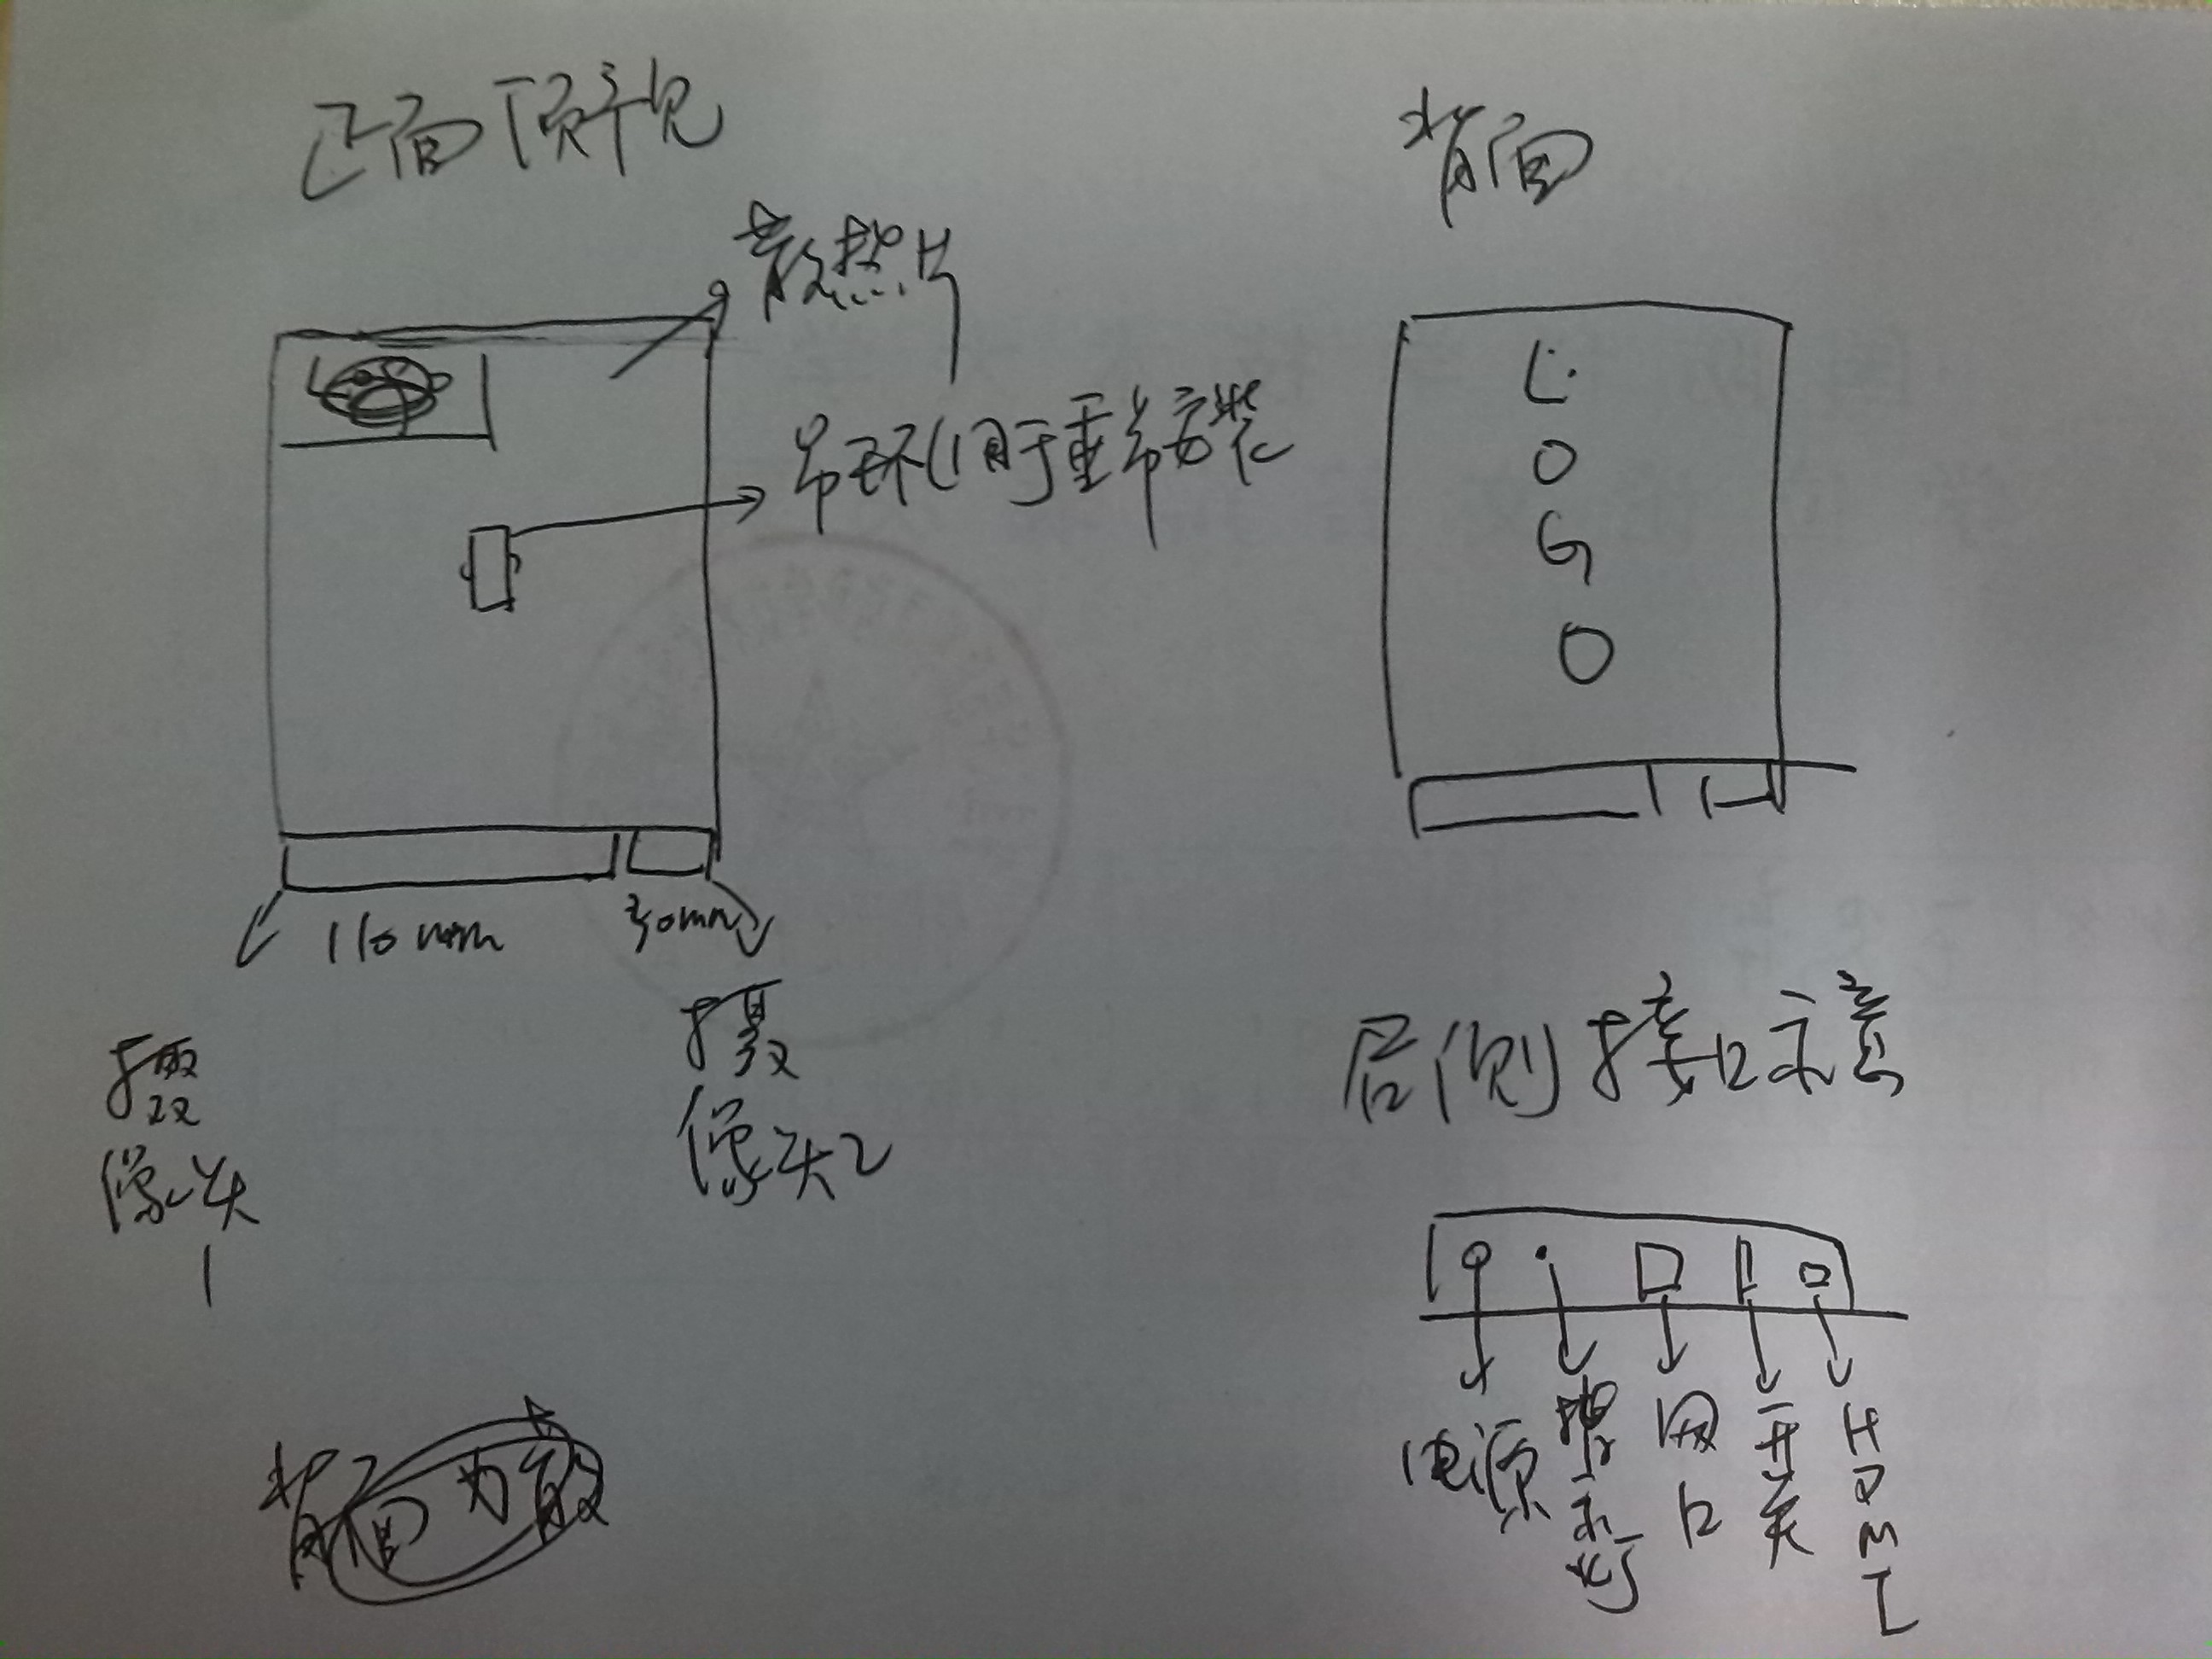 正面顶视
散热片
吊环(用于垂吊安装
110mm
30mm
摄
像头
1
摄
像头2
背面
L
O
G
O
后侧接口示意
电源
指示灯
网口
开关
HDMI
背面为散